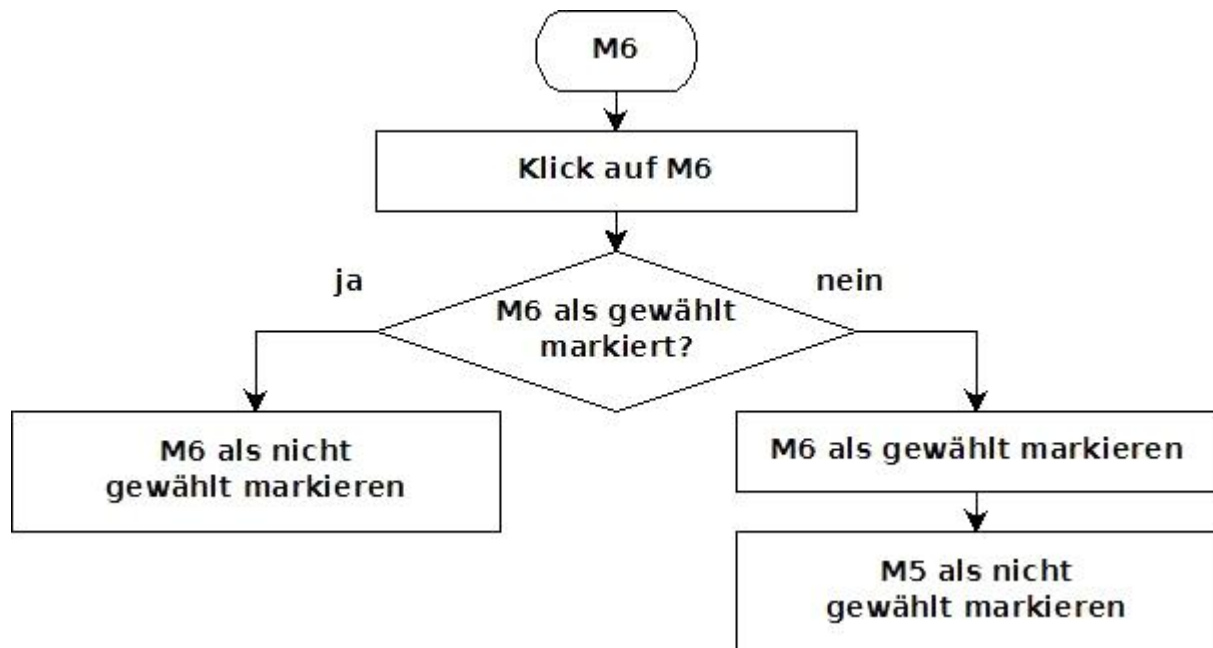 M6
Klick auf M6
ja
nein
M6 als gewählt
markiert?
M6 als nicht
gewählt markieren
M6 als gewählt markieren
M5 als nicht
gewählt markieren